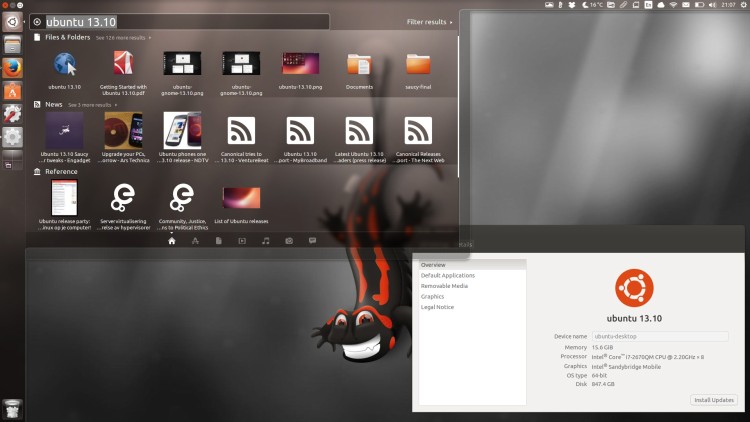 ubuntu 13.10
Filter results
16°C
En
21:07
Files & Folders See 126 more results
ubuntu 13.10
Getting Started with
Ubuntu 13.10.pdf
ubuntu-
gnome-13.10.png
ubuntu-
gnome-13.10.png
ubuntu-13.10.png
Documents
saucy-final
News See 3 more results
Ubuntu 13.10 Saucy
...r tweaks - Engadget
Upgrade your PCs,
...orrow - Ars Technica
Ubuntu phones one
...3.10 release - NDTV
Canonical tries to
... 13.10 - VentureBeat
Ubuntu 13.10
...port - MyBroadband
Latest Ubuntu 13.10
...aders (press release)
Canonical Releases
...port - The Next Web
Reference
Ubuntu release party:
...inux op je computer!
Servervirtualisering
...relse av hypervisorer
Community, Justice,
...ns to Political Ethics
List of Ubuntu releases
Overview
Default Applications
Removable Media
Graphics
Legal Notice
ubuntu 13.10
Device name ubuntu-desktop
Memory 15.6 GiB
Processor Intel® Core™ i7-2670QM CPU @ 2.20GHz × 8
Graphics Intel® Sandybridge Mobile
OS type 64-bit
Disk 847.4 GB
Install Updates